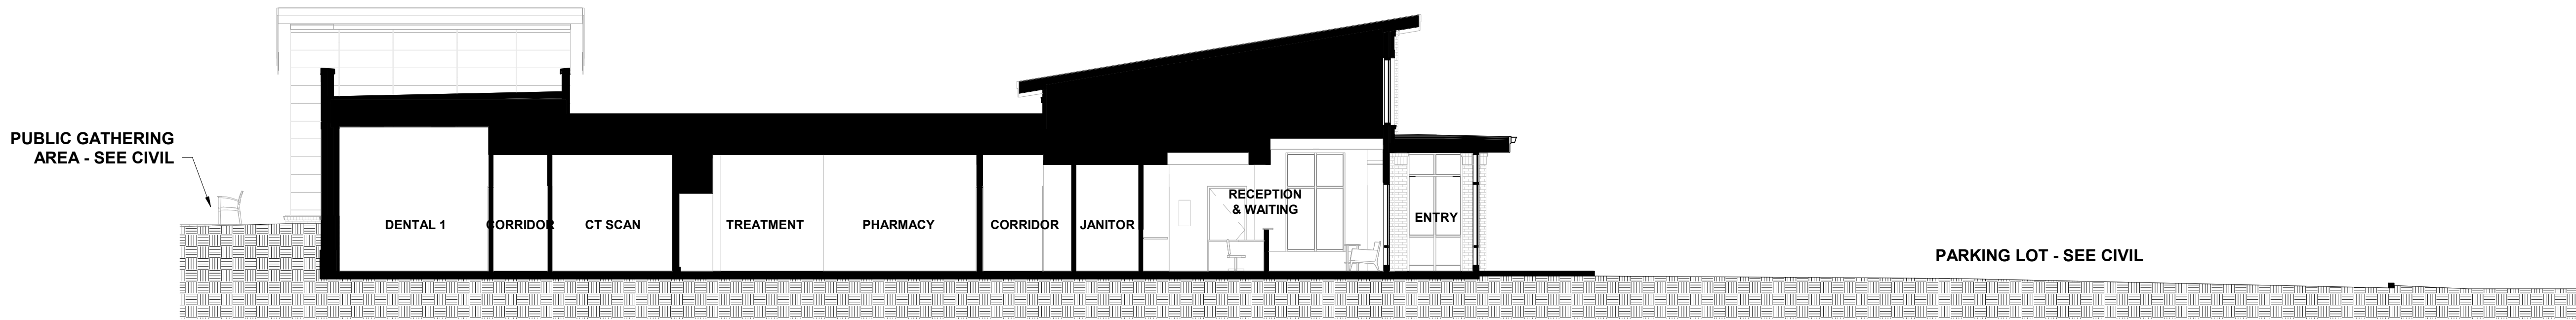 PUBLIC GATHERING
AREA - SEE CIVIL
DENTAL 1
CORRIDOR
CT SCAN
TREATMENT
PHARMACY
CORRIDOR
JANITOR
RECEPTION
& WAITING
ENTRY
PARKING LOT - SEE CIVIL